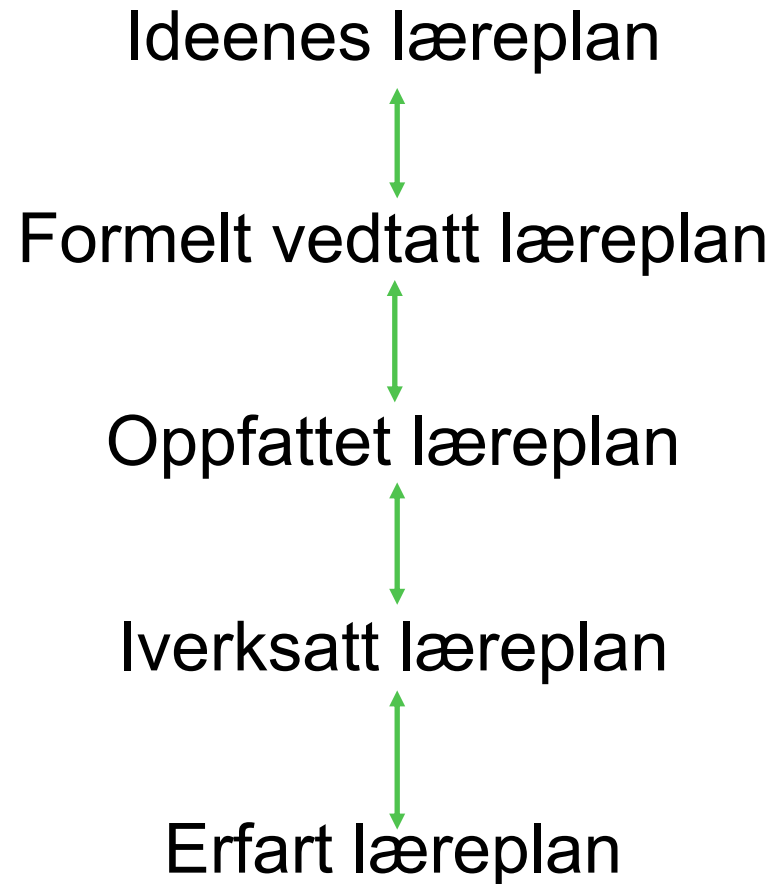 Ideenes læreplan
Formelt vedtatt læreplan
Oppfattet læreplan
Iverksatt læreplan
Erfart læreplan